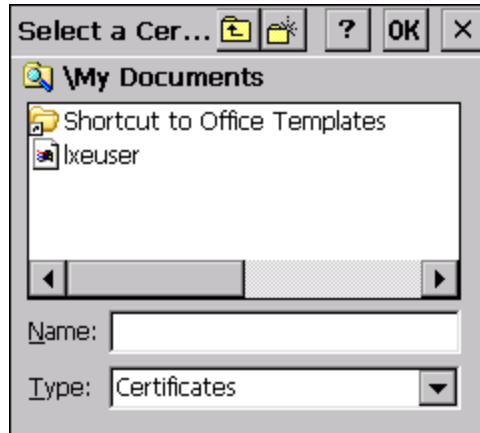 Select a Cer... ? OK ×
\My Documents
Shortcut to Office Templates
lxeuser
Name:
Type: Certificates